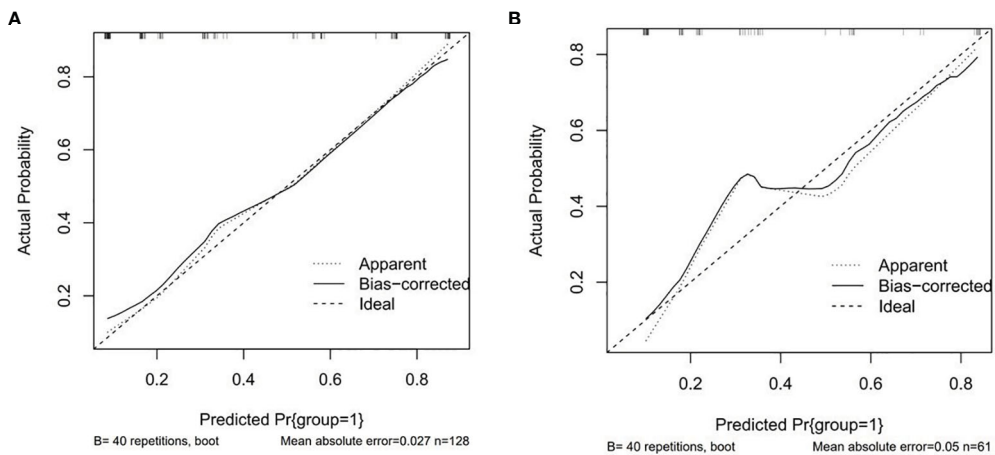 A
Actual Probability
0.8
0.6
0.4
0.2
Apparent
Bias−corrected
Ideal
0.2 0.4 0.6 0.8
Predicted Pr{group=1}
B= 40 repetitions, boot Mean absolute error=0.027 n=128
B
Actual Probability
0.8
0.6
0.4
0.2
Apparent
Bias−corrected
Ideal
0.2 0.4 0.6 0.8
Predicted Pr{group=1}
B= 40 repetitions, boot Mean absolute error=0.05 n=61